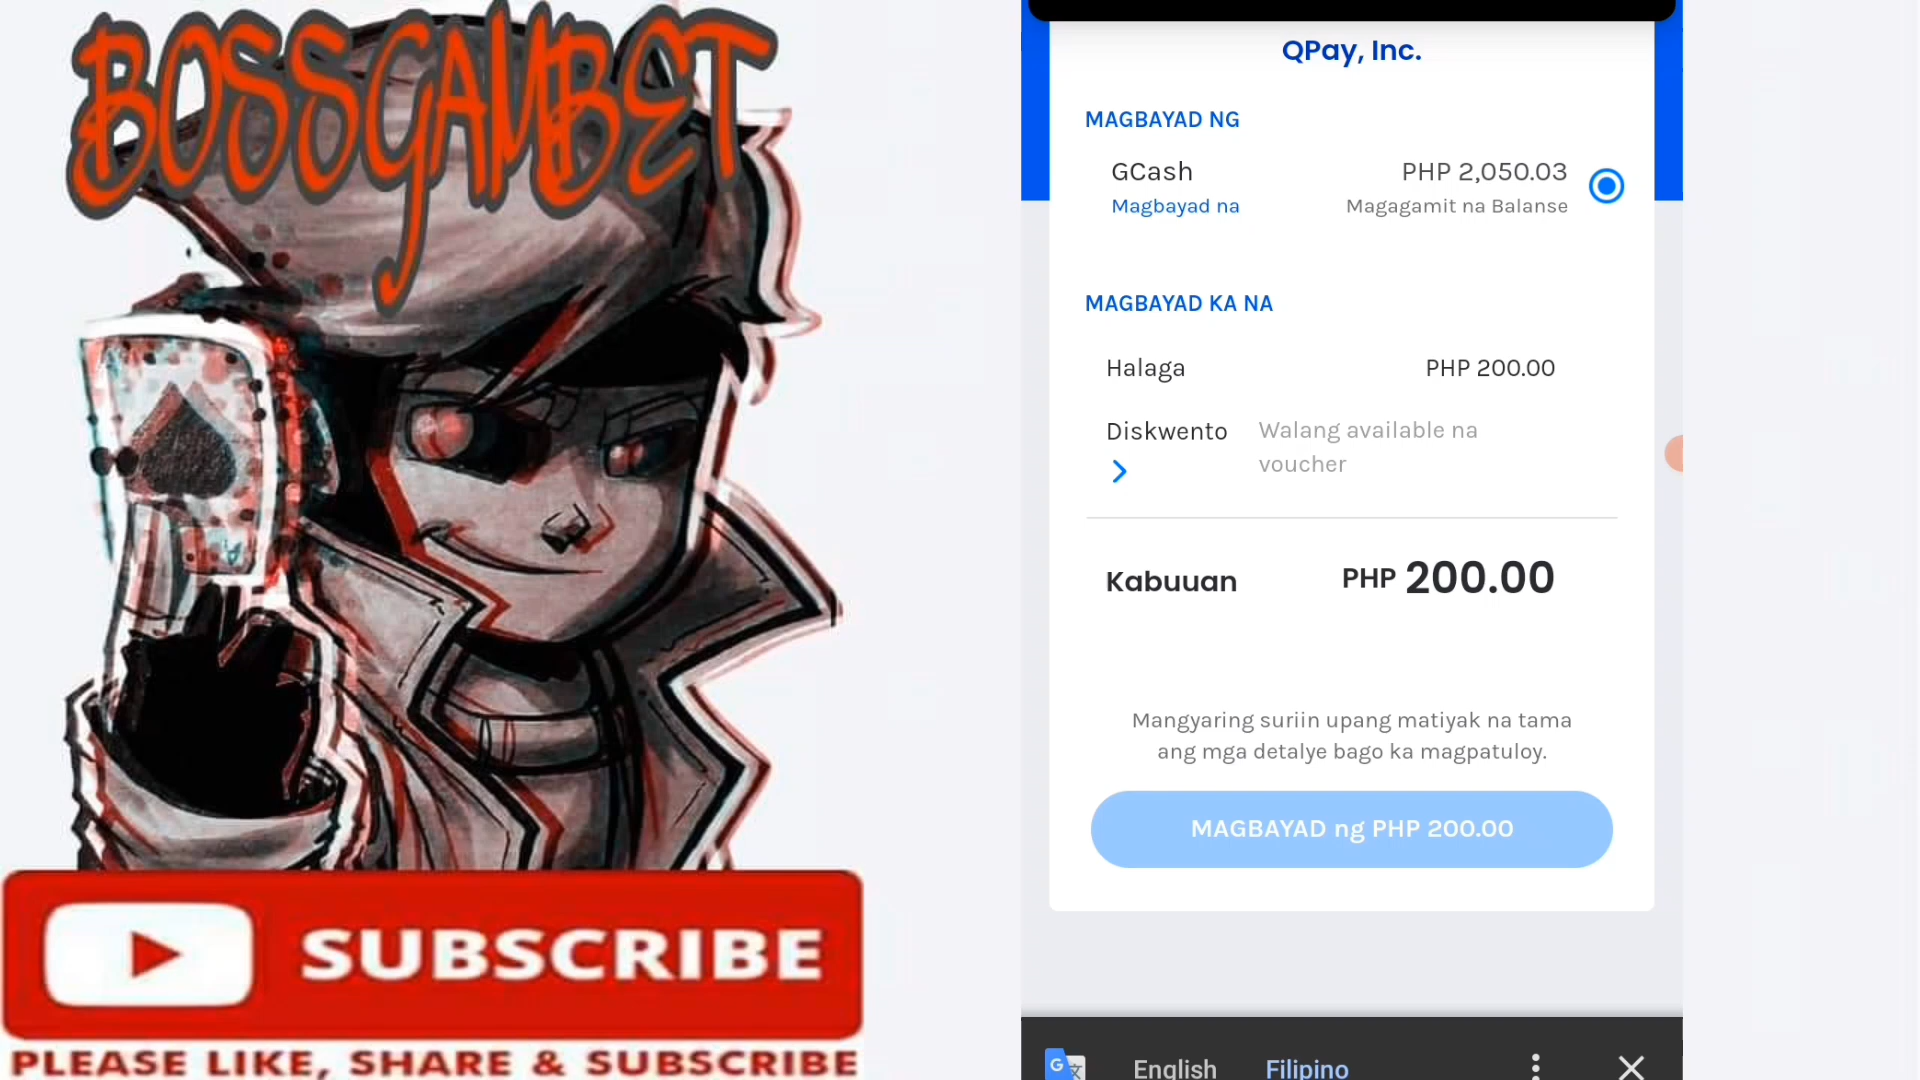 BOSSGAMBET
SUBSCRIBE
PLEASE LIKE, SHARE & SUBSCRIBE
QPay, Inc.
MAGBAYAD NG
GCash PHP 2,050.03
Magbayad na Magagamit na Balanse
MAGBAYAD KA NA
Halaga PHP 200.00
Diskwento Walang available na
voucher
Kabuuan PHP 200.00
Mangyaring suriin upang matiyak na tama
ang mga detalye bago ka magpatuloy.
MAGBAYAD ng PHP 200.00
G English Filipino